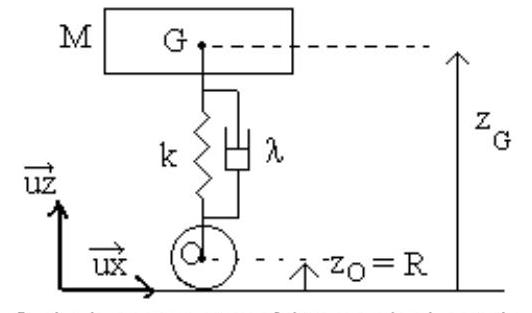 M
G
z_G
k
λ
→uz
→ux
O
z_O = R